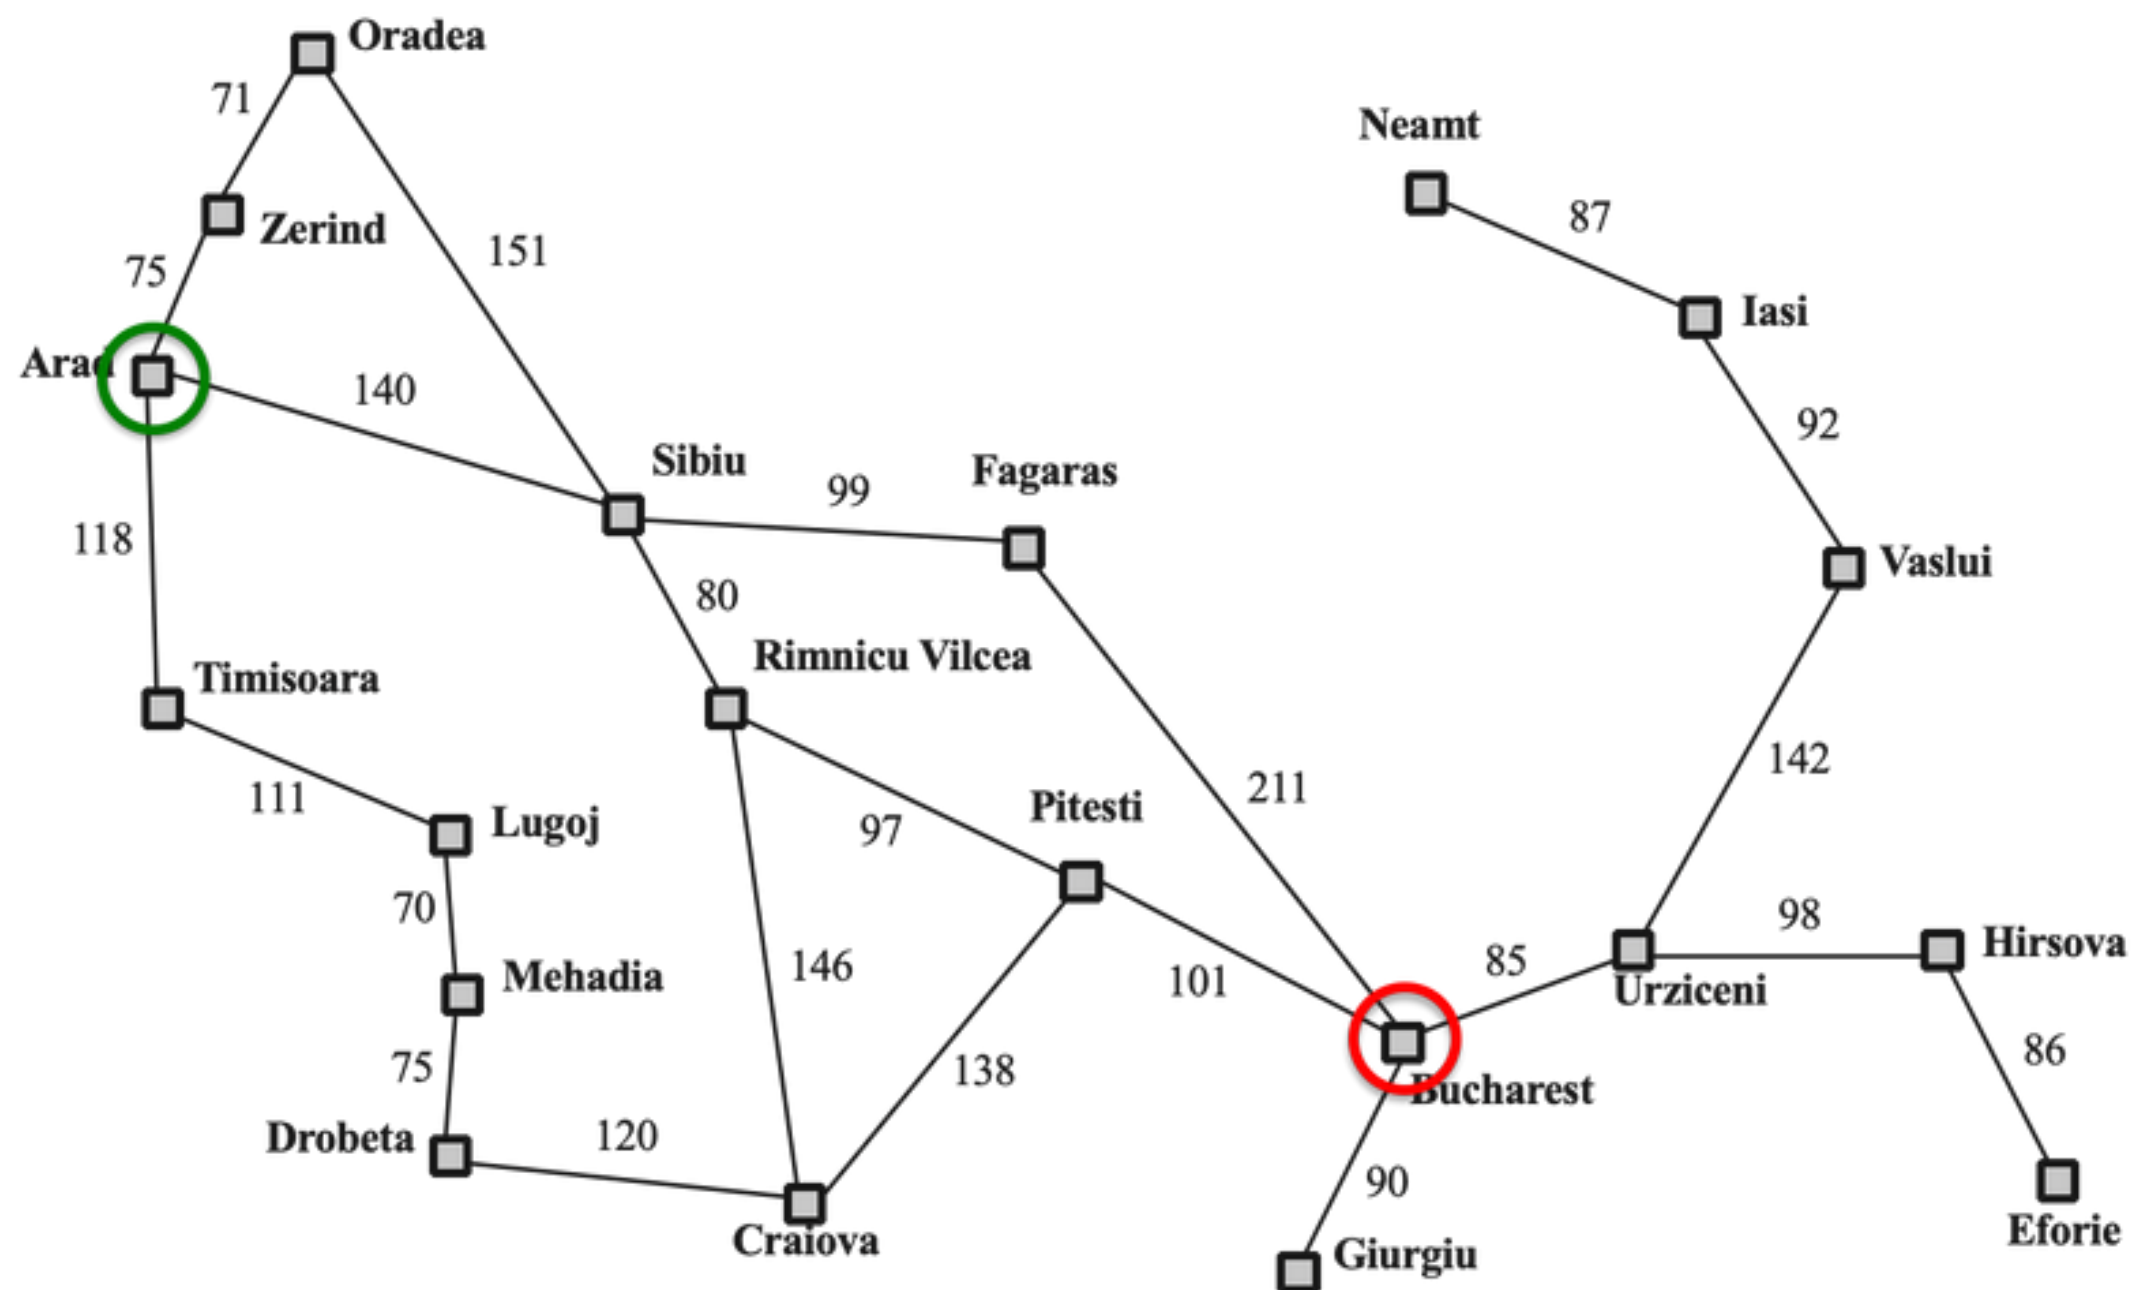 Oradea
71
Neamt
87
Zerind
151
75
Iasi
Arad
140
92
Sibiu
99
Fagaras
118
Vaslui
80
Rimnicu Vilcea
Timisoara
142
211
111
Lugoj
97
Pitesti
70
98
Hirsova
146
85
Mehadia
101
Urziceni
75
138
86
Bucharest
Drobeta
120
90
Craiova
Giurgiu
Eforie